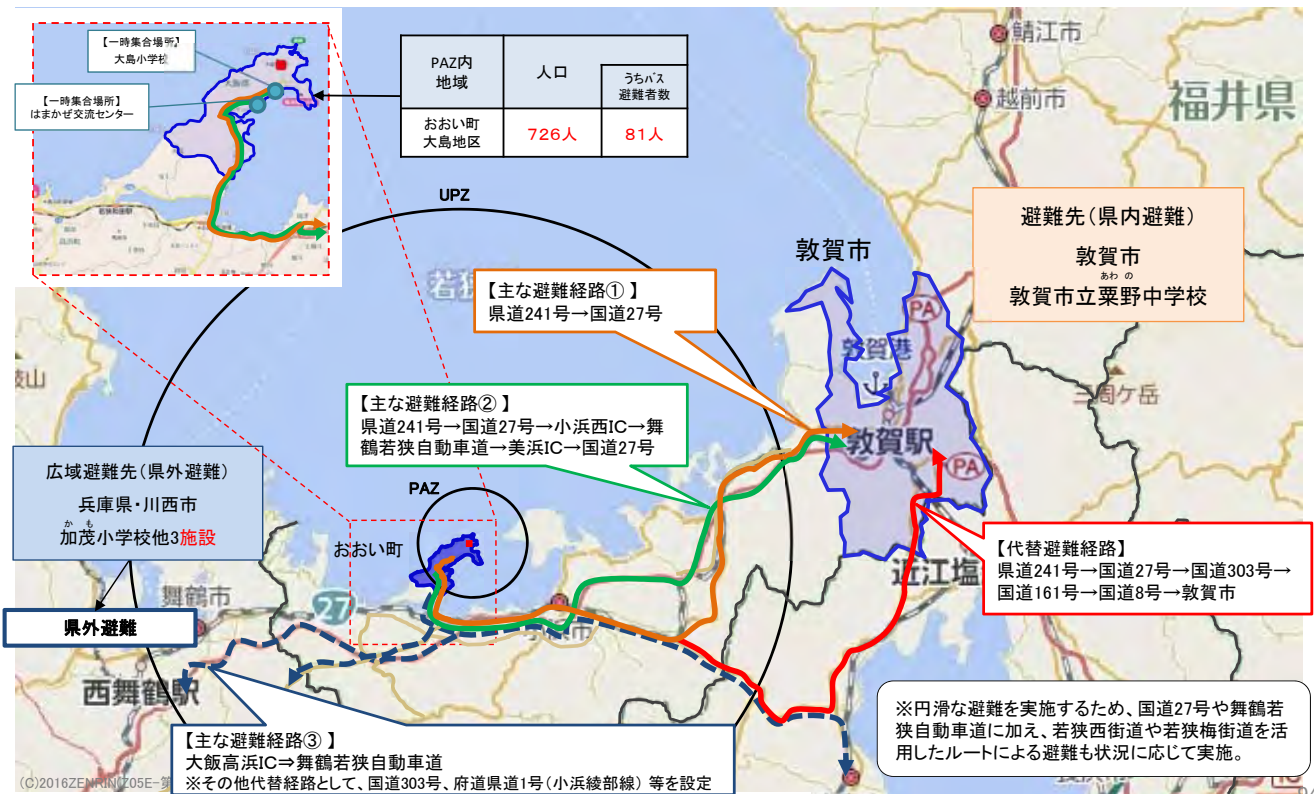 【一時集合場所】
大島小学校
【一時集合場所】
はまかぜ交流センター
PAZ内
地域
人口
うちバス
避難者数
おおい町
大島地区
726人
81人
鯖江市
越前市
福井県
UPZ
避難先(県内避難)
敦賀市
あわ の
敦賀市立粟野中学校
敦賀市
若狭
【主な避難経路①】
県道241号→国道27号
PA
敦賀港
三周ケ岳
岐山
【主な避難経路②】
県道241号→国道27号→小浜西IC→舞
鶴若狭自動車道→美浜IC→国道27号
敦賀駅
PA
広域避難先(県外避難)
兵庫県・川西市
か も
加茂小学校他3施設
PAZ
おおい町
【代替避難経路】
県道241号→国道27号→国道303号→
国道161号→国道8号→敦賀市
近江塩
舞鶴市
27
県外避難
西舞鶴駅
※円滑な避難を実施するため、国道27号や舞鶴若
狭自動車道に加え、若狭西街道や若狭梅街道を活
用したルートによる避難も状況に応じて実施。
【主な避難経路③】
大飯高浜IC⇒舞鶴若狭自動車道
※その他代替経路として、国道303号、府道県道1号(小浜綾部線) 等を設定
(C)2016ZENRIN(Z05E-第